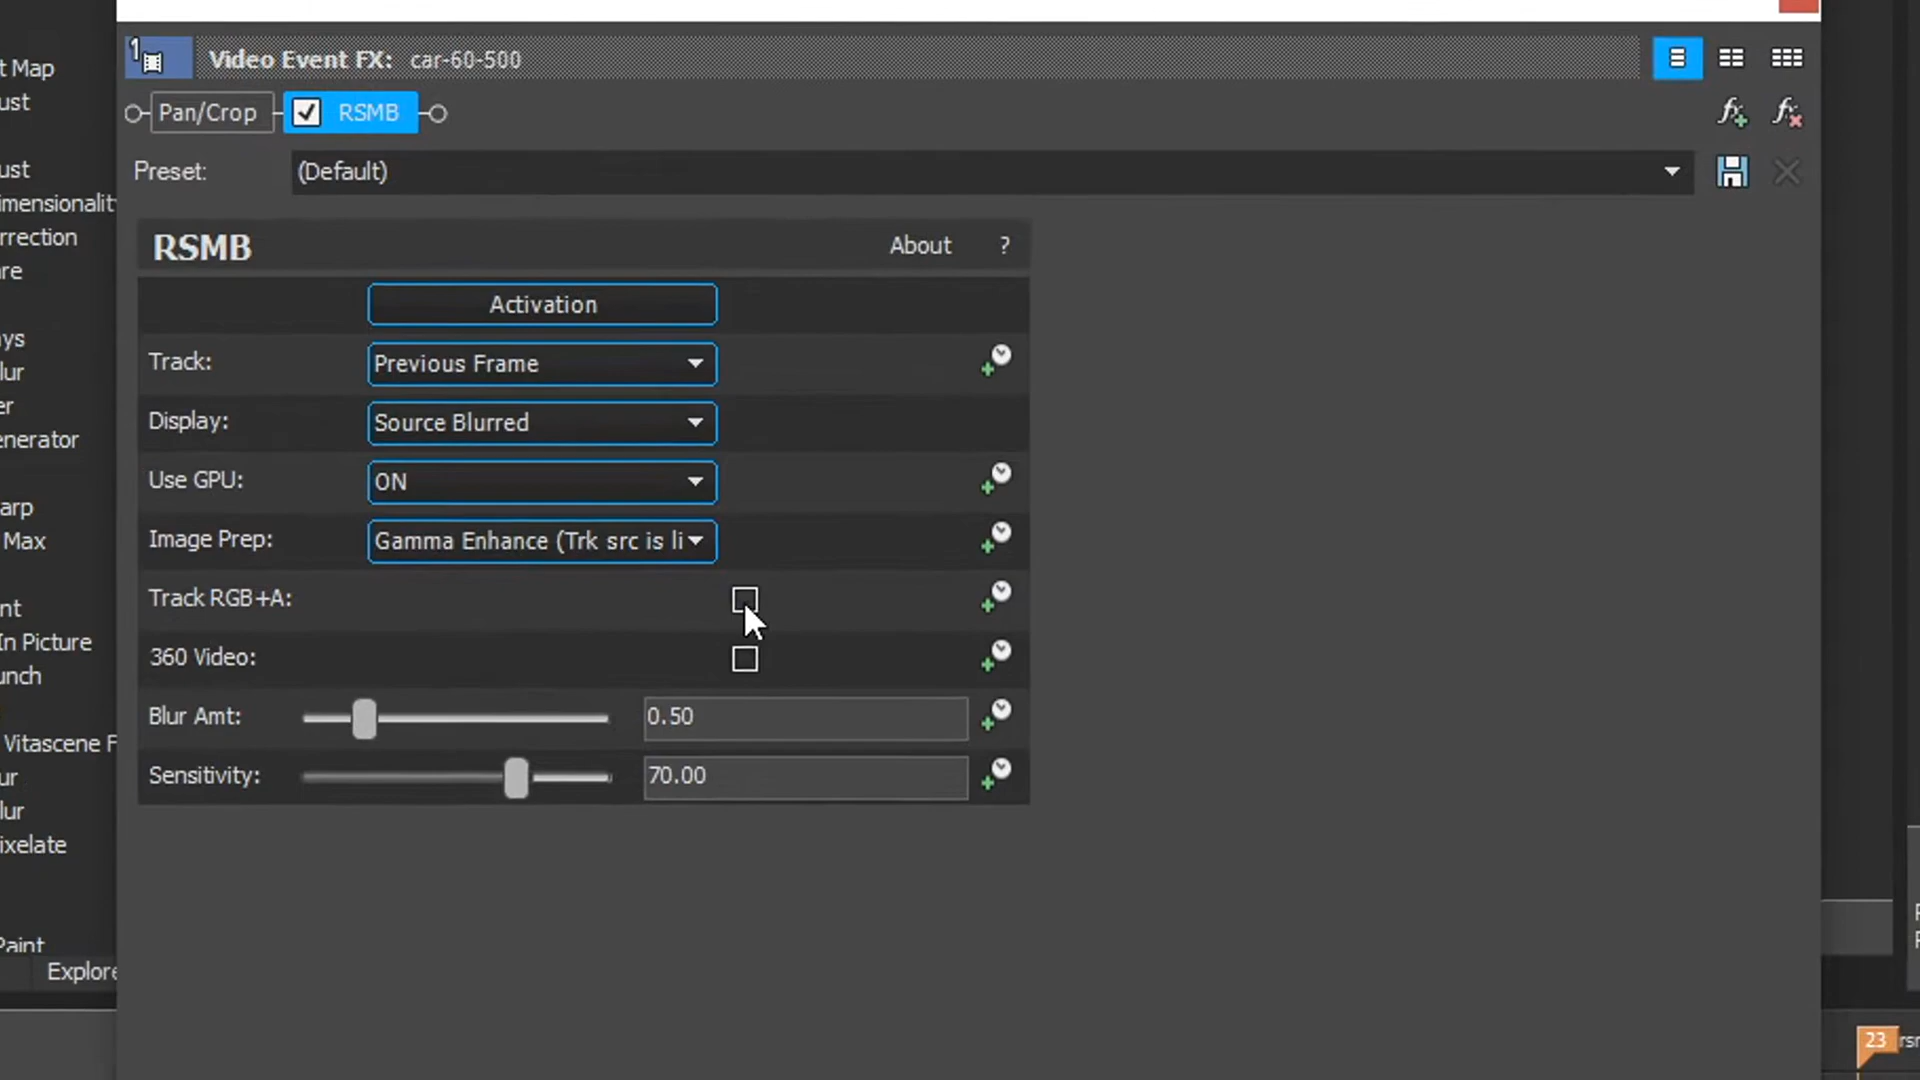 1
Video Event FX: car-60-500
Pan/Crop
RSMB
Preset:
(Default)
RSMB
About
?
Activation
Track:
Previous Frame
Display:
Source Blurred
Use GPU:
ON
Image Prep:
Gamma Enhance (Trk src is li
Track RGB+A:
360 Video:
Blur Amt:
0.50
Sensitivity:
70.00
t Map
ust
ust
imensionalit
rrection
re
ys
lur
er
enerator
arp
Max
nt
In Picture
unch
Vitascene F
ur
lur
ixelate
Paint
Explore
23
rsr